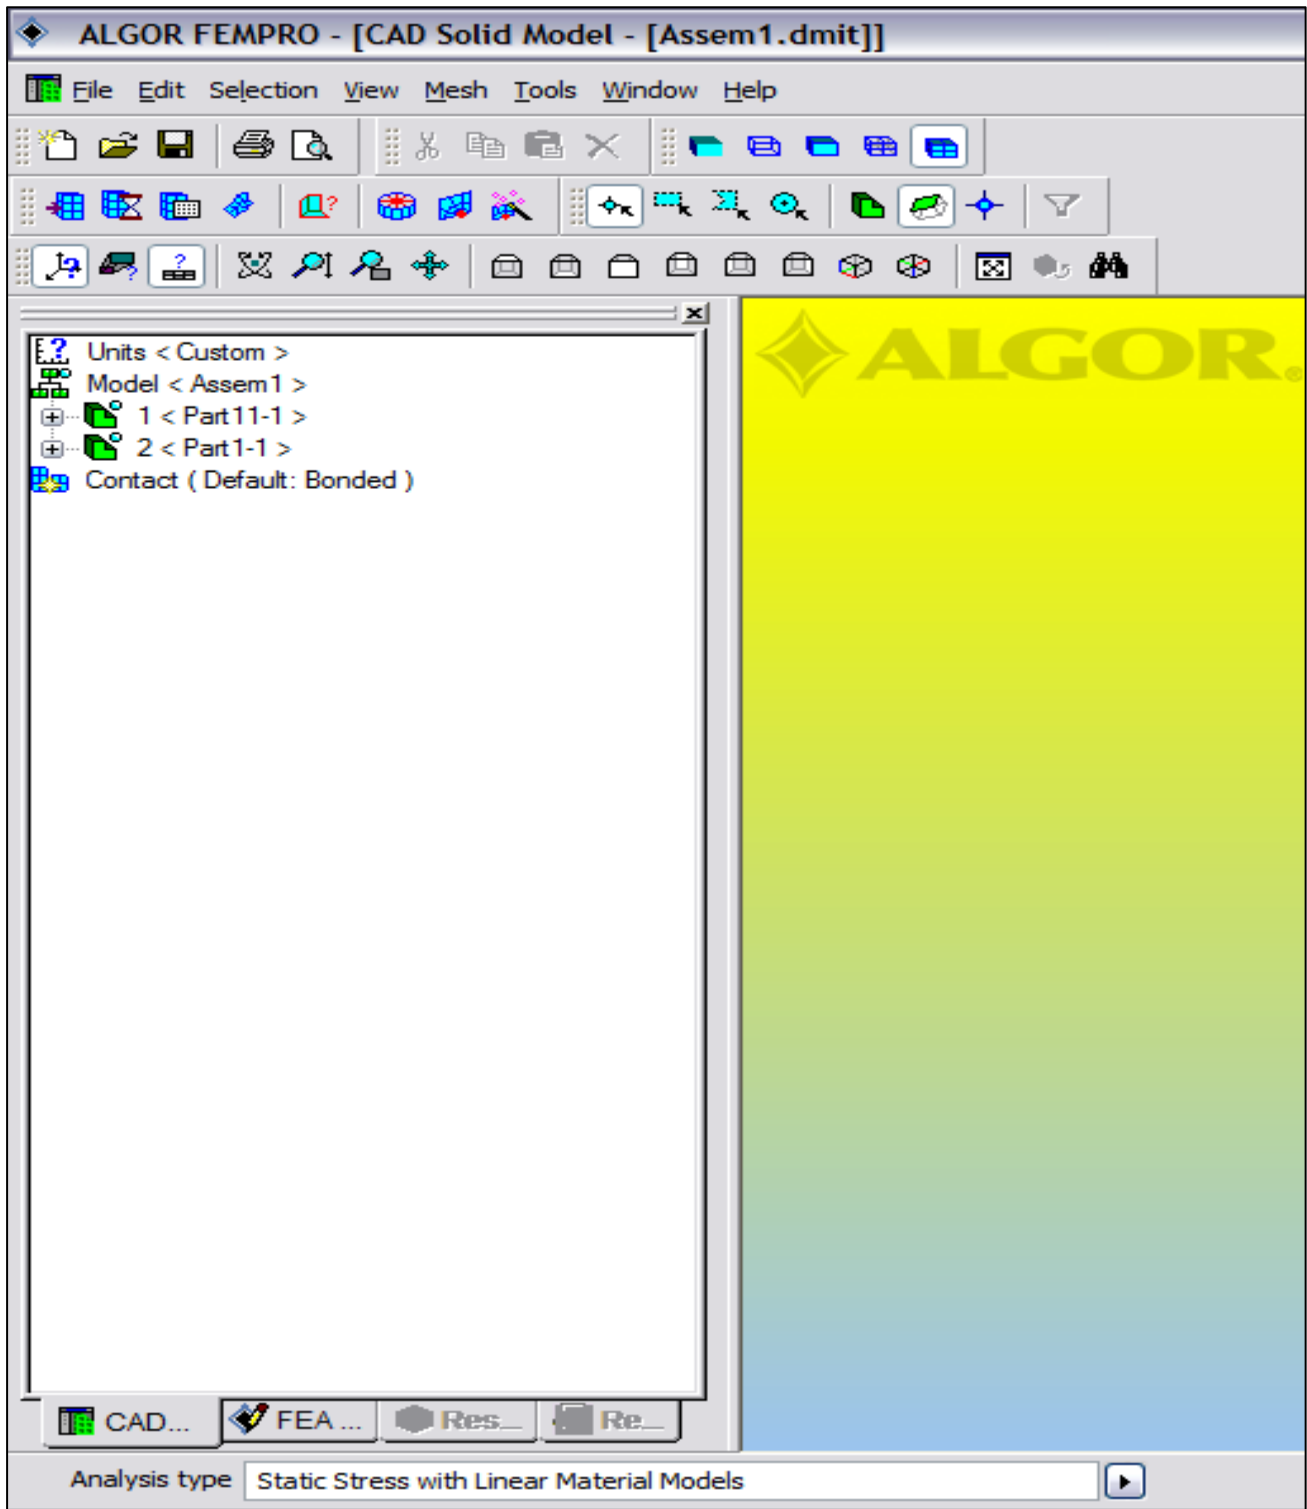 ALGOR FEMPRO - [CAD Solid Model - [Assem1.dmit]]
File Edit Selection View Mesh Tools Window Help
Units < Custom >
Model < Assem1 >
1 < Part11-1 >
2 < Part1-1 >
Contact ( Default: Bonded )
ALGOR®
CAD... FEA ... Res... Re...
Analysis type Static Stress with Linear Material Models